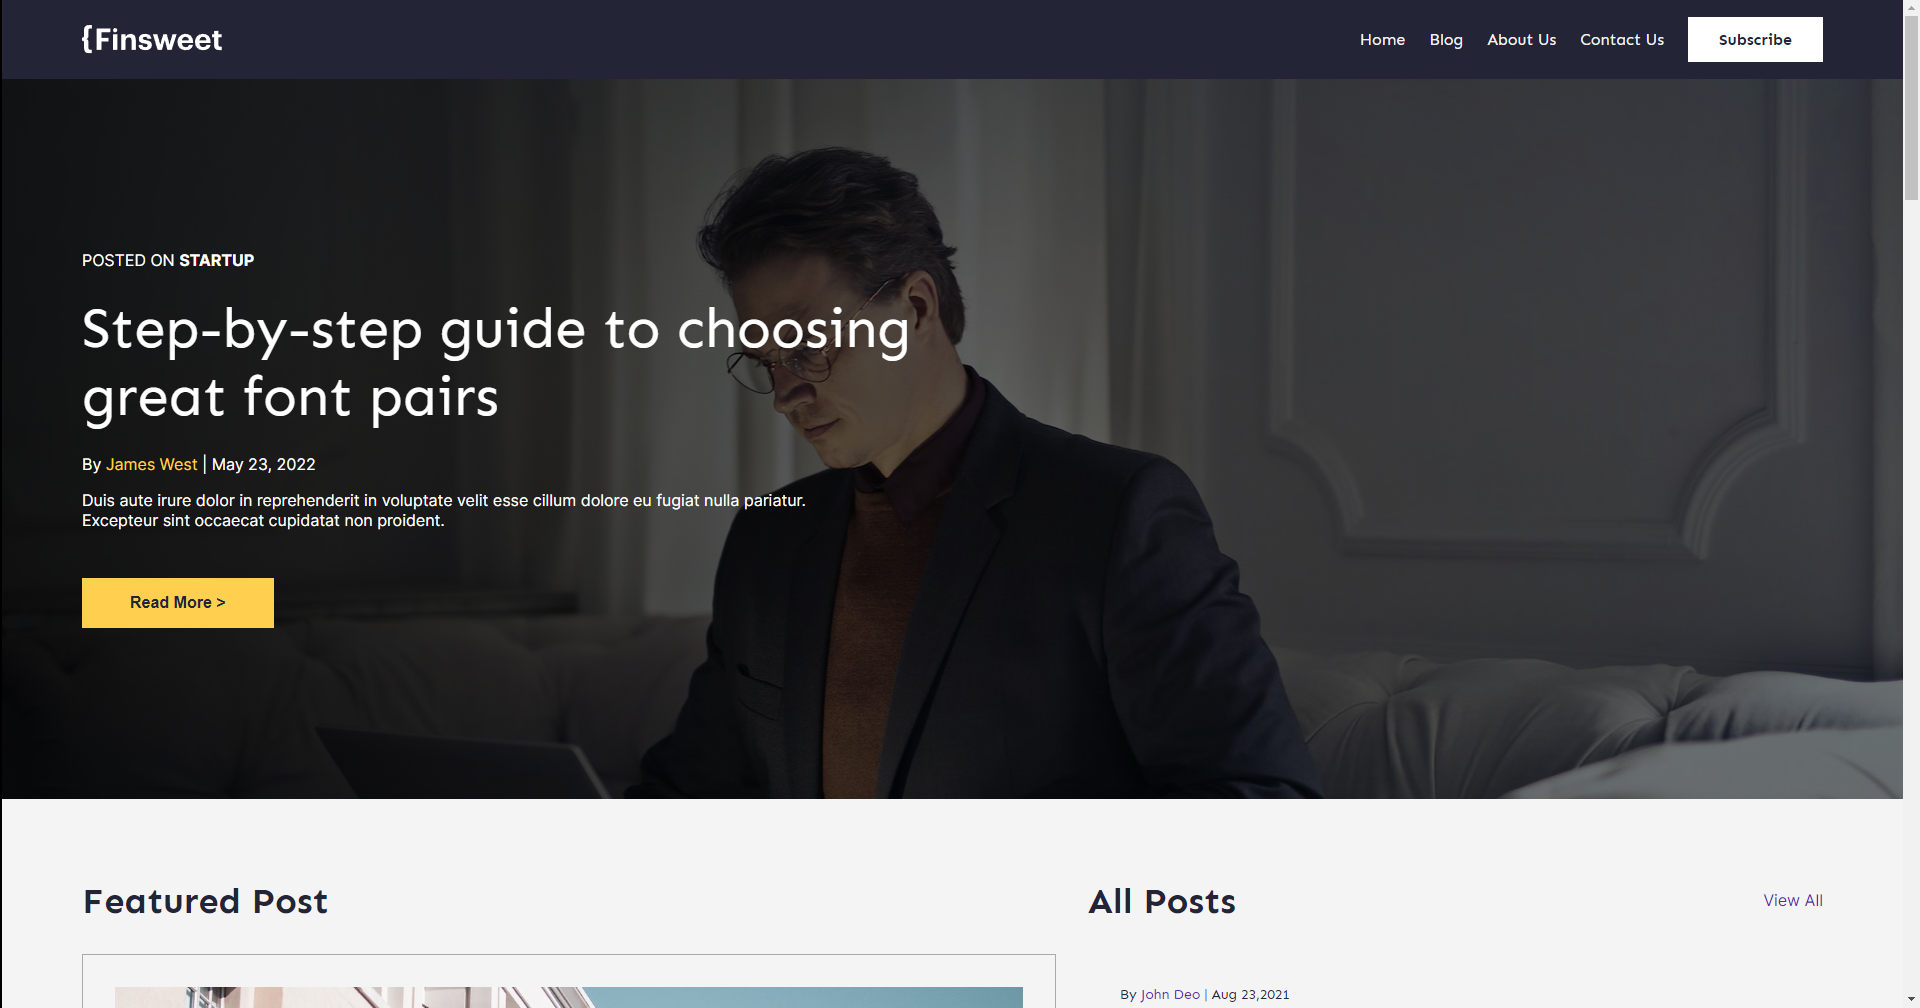 {Finsweet
Home Blog About Us Contact Us Subscribe
POSTED ON STARTUP
Step-by-step guide to choosing
great font pairs
By James West | May 23, 2022
Duis aute irure dolor in reprehenderit in voluptate velit esse cillum dolore eu fugiat nulla pariatur.
Excepteur sint occaecat cupidatat non proident.
Read More >
Featured Post
All Posts
View All
By John Deo | Aug 23,2021